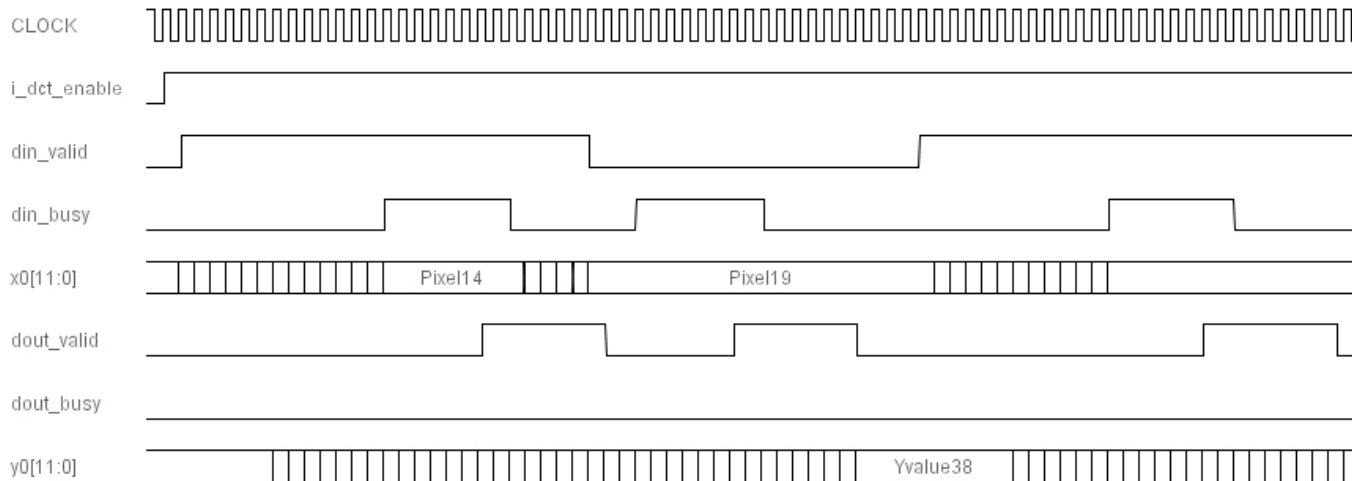 CLOCK
i_dct_enable
din_valid
din_busy
x0[11:0] Pixel14 Pixel19
dout_valid
dout_busy
y0[11:0] Yvalue38